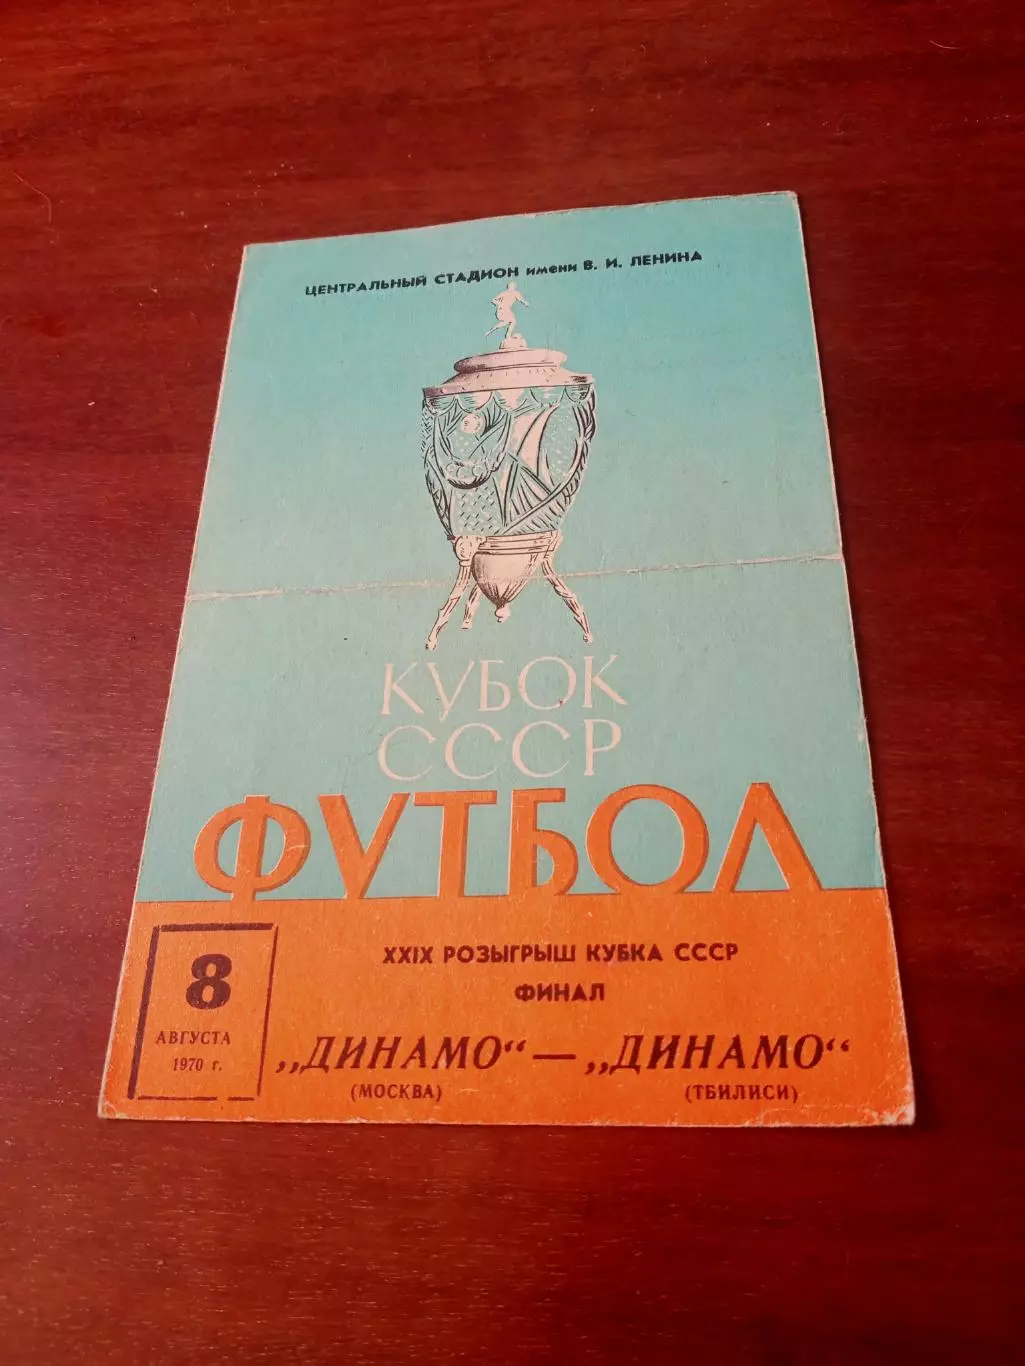 ЦЕНТРАЛЬНЫЙ СТАДИОН имени В. И. ЛЕНИНА
КУБОК
СССР
ФУТБОЛ
8
АВГУСТА
1970 г.
XXIX РОЗЫГРЫШ КУБКА СССР
ФИНАЛ
„ДИНАМО“ — „ДИНАМО“
(МОСКВА) (ТБИЛИСИ)